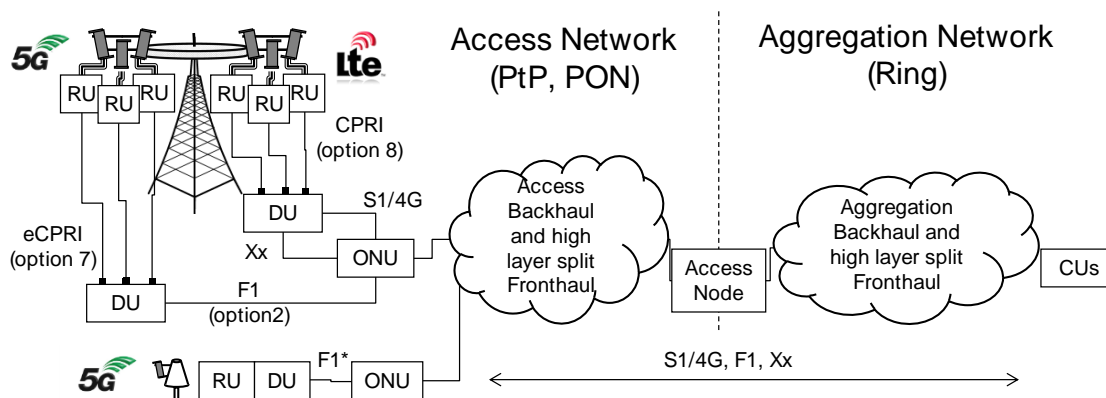 5G
Lte
Access Network
(PtP, PON)
Aggregation Network
(Ring)
RU
RU
RU
RU
RU
RU
CPRI
(option 8)
DU
S1/4G
Xx
ONU
eCPRI
(option 7)
DU
F1
(option2)
Access
Backhaul
and high
layer split
Fronthaul
Access
Node
Aggregation
Backhaul and
high layer split
Fronthaul
CUs
5G
RU
DU
F1*
ONU
S1/4G, F1, Xx